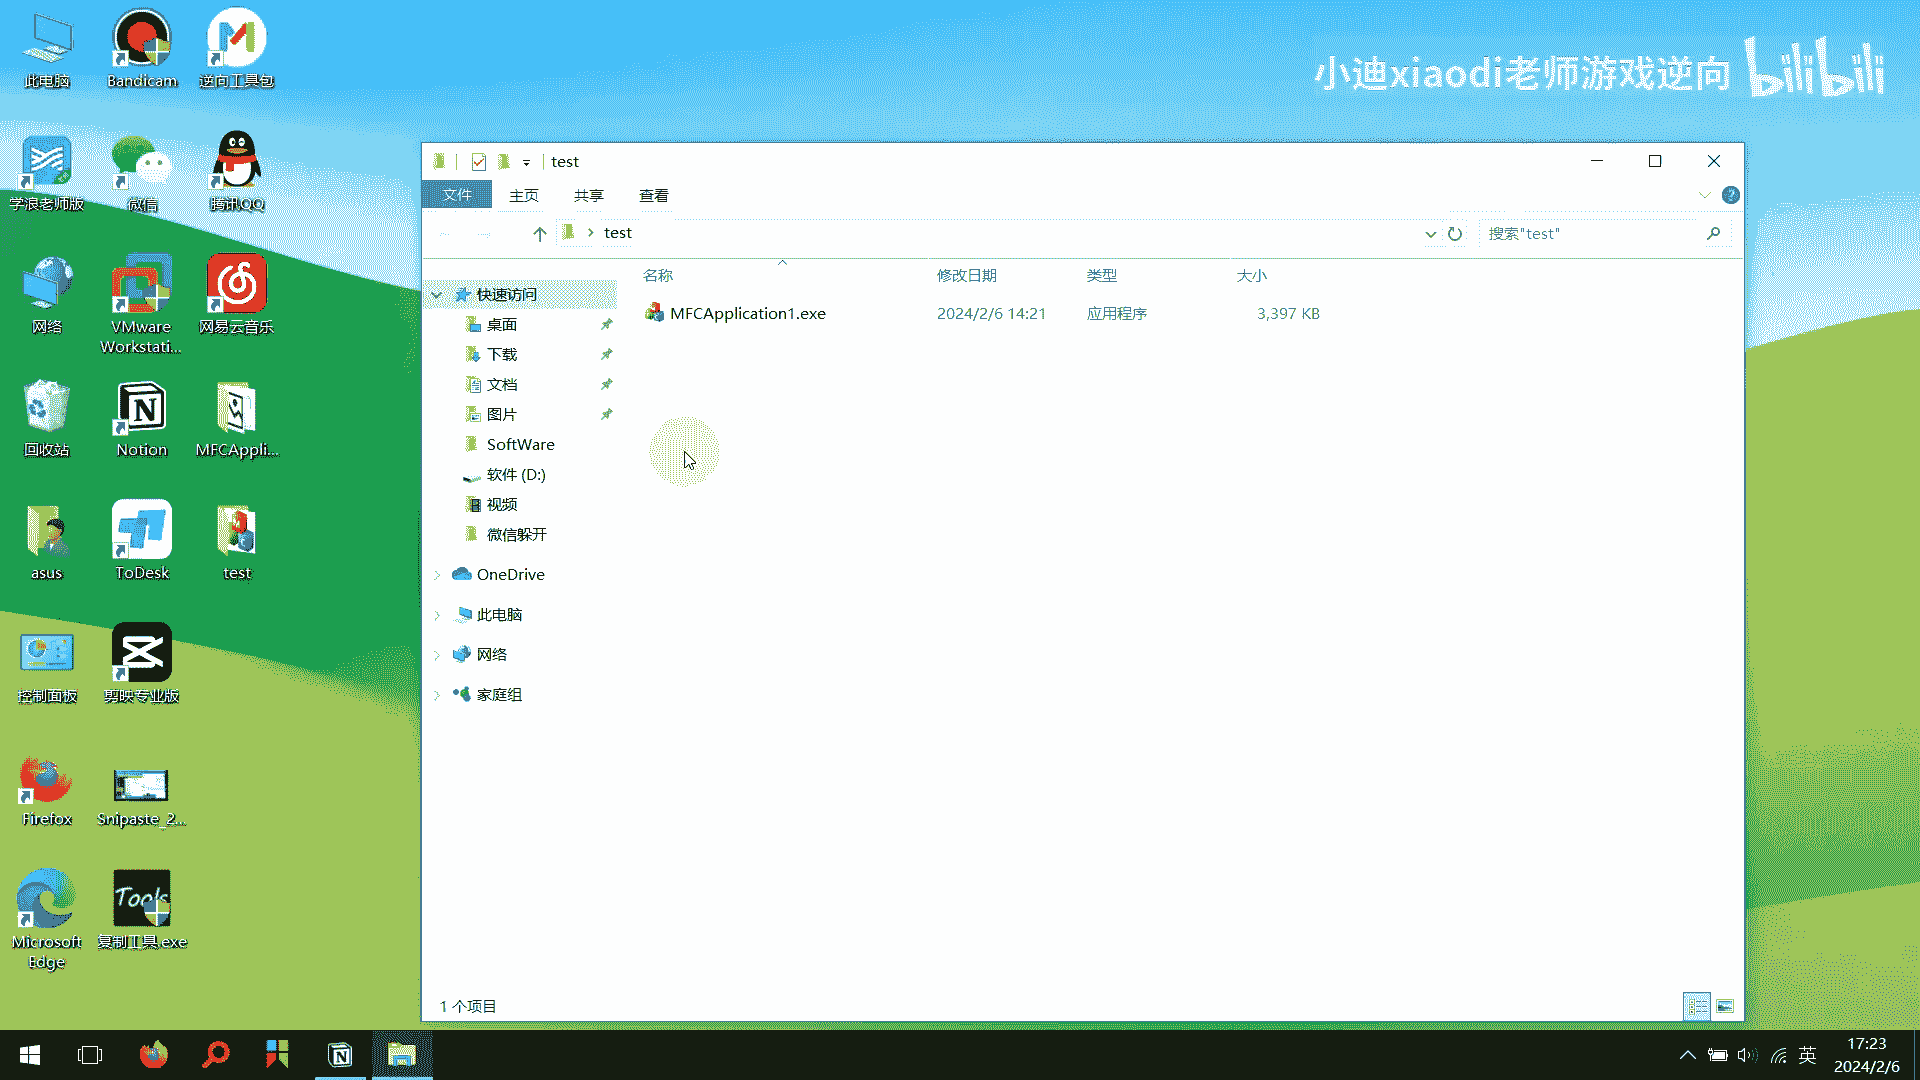 小迪xiaodi老师游戏逆向 bilibili
此电脑
Bandicam
逆向工具包
学浪老师版
微信
腾讯QQ
网络
VMware
Workstati...
网易云音乐
回收站
Notion
MFCAppli...
asus
ToDesk
test
控制面板
剪映专业版
Firefox
Snipaste_2...
Microsoft
Edge
Tools
复制工具.exe
test
文件 主页 共享 查看
test
搜索"test"
名称 修改日期 类型 大小
MFCApplication1.exe 2024/2/6 14:21 应用程序 3,397 KB
快速访问
桌面
下载
文档
图片
SoftWare
软件 (D:)
视频
微信躲开
OneDrive
此电脑
网络
家庭组
1 个项目
英
17:23
2024/2/6